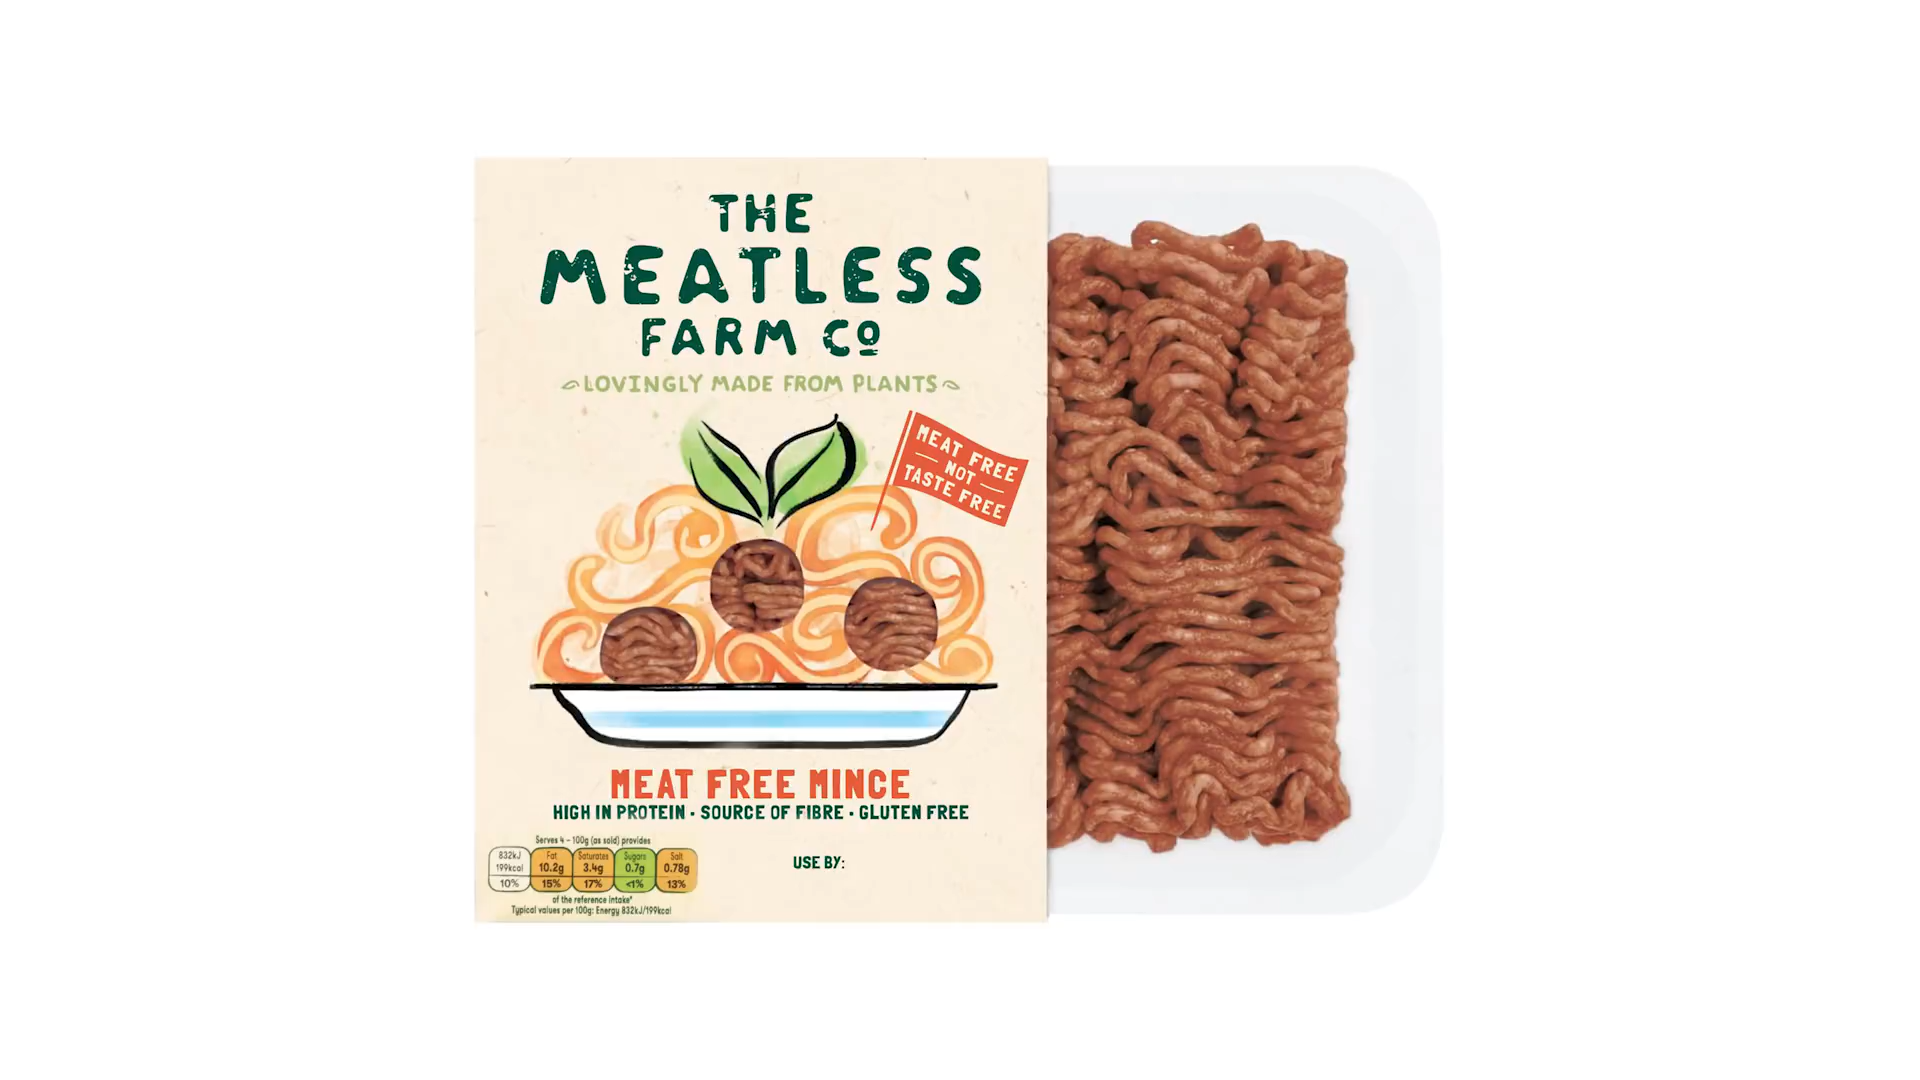 THE
MEATLESS
FARM Co
LOVINGLY MADE FROM PLANTS
MEAT FREE
NOT
TASTE FREE
MEAT FREE MINCE
HIGH IN PROTEIN · SOURCE OF FIBRE · GLUTEN FREE
Serves 4 – 100g (as sold) provides
832kJ Fat Saturates Sugars Salt
199kcal 10.2g 3.4g 0.7g 0.78g
10% 15% 17% <1% 13%
of the reference intake*
Typical values per 100g: Energy 832kJ/199kcal
USE BY: